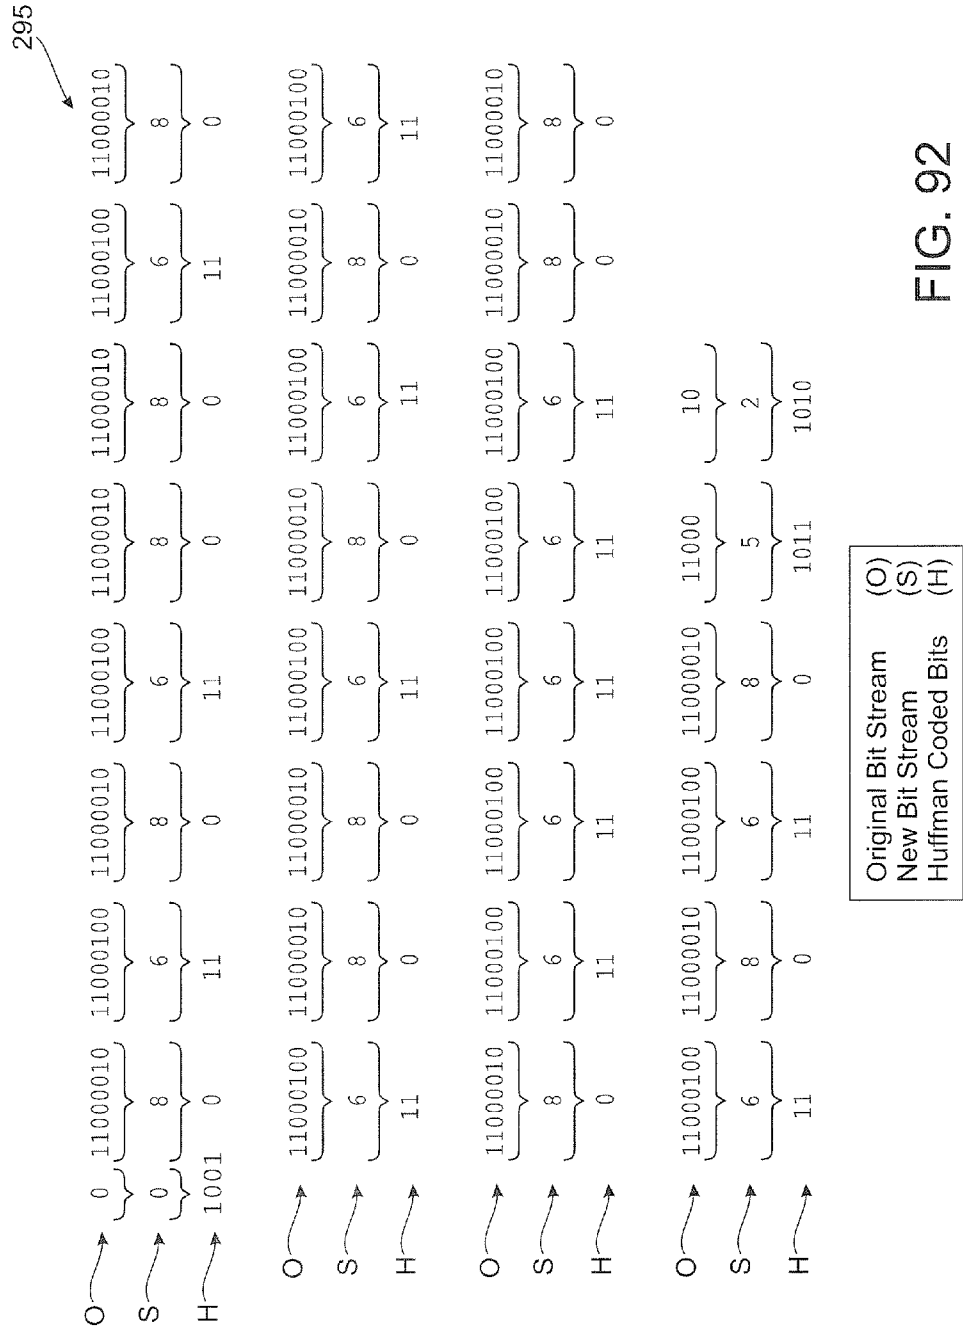 295
O 0 11000010 11000100 11000010 11000100 11000010 11000010 11000100 11000010
S 0 8 6 8 6 8 8 6 8
H 1001 0 11 0 11 0 0 11 0
O 11000100 11000010 11000010 11000100 11000010 11000100 11000010 11000100
S 6 8 8 6 8 6 8 6
H 11 0 0 11 0 11 0 11
O 11000010 11000100 11000100 11000100 11000100 11000100 11000010 11000010
S 8 6 6 6 6 6 8 8
H 0 11 11 11 11 11 0 0
O 11000100 11000010 11000100 11000010 11000 10
S 6 8 6 8 5 2
H 11 0 11 0 1011 1010
Original Bit Stream (O)
New Bit Stream (S)
Huffman Coded Bits (H)
FIG. 92